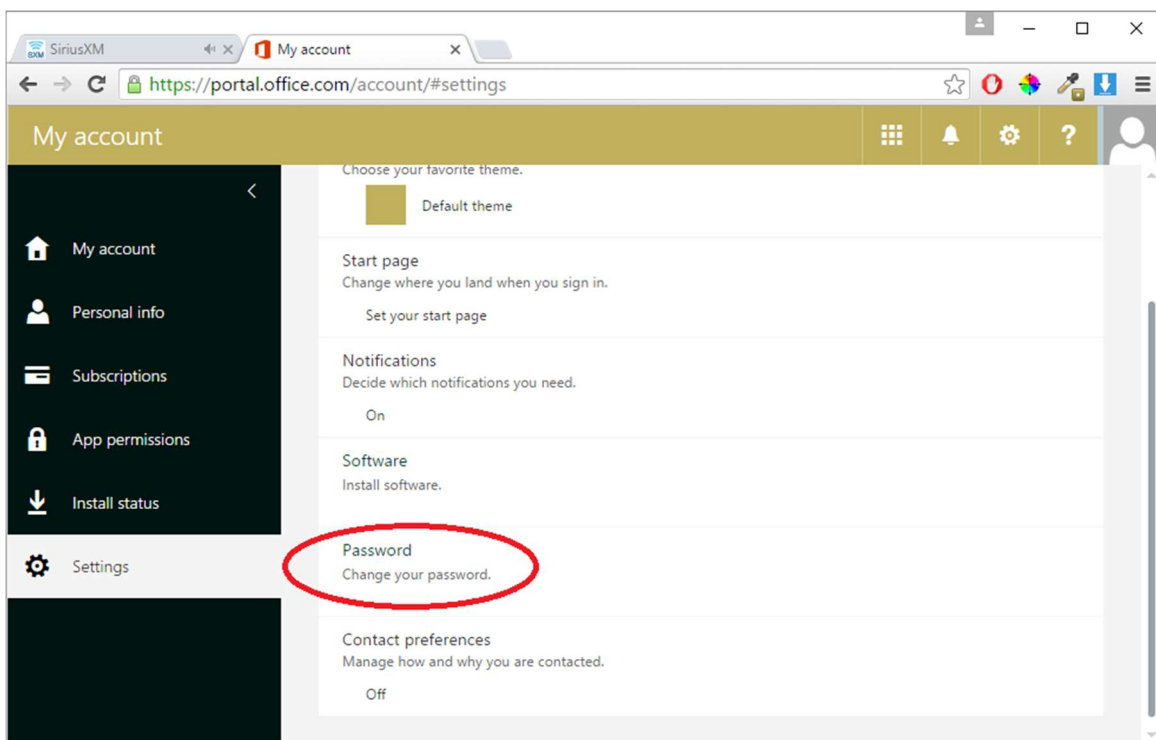 SXM SiriusXM
My account
https://portal.office.com/account/#settings
My account
?
Choose your favorite theme.
Default theme
My account
Start page
Change where you land when you sign in.
Personal info
Set your start page
Notifications
Subscriptions
Decide which notifications you need.
On
App permissions
Software
Install software.
Install status
Password
Settings
Change your password.
Contact preferences
Manage how and why you are contacted.
Off